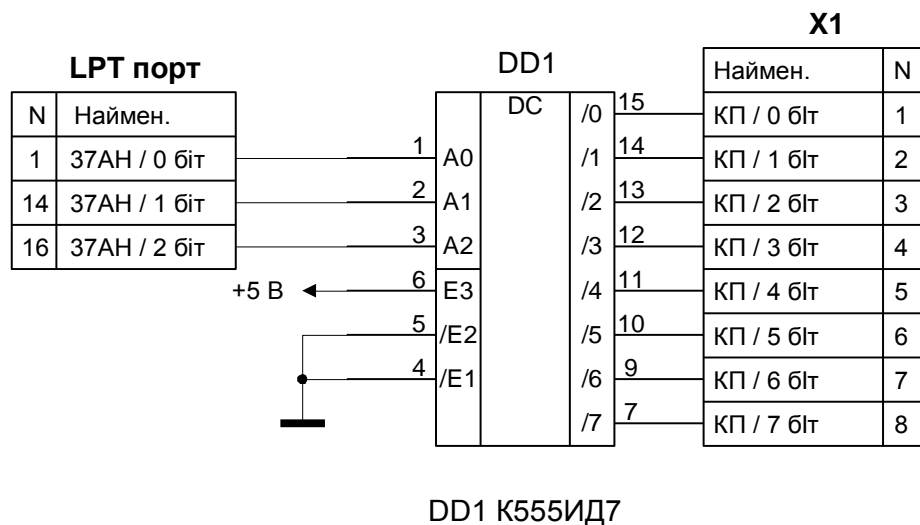 X1
LPT порт
DD1
Наймен. N
N Наймен.
DC
/0 15 КП / 0 бІт 1
1 37AH / 0 біт 1 A0 /1 14 КП / 1 бІт 2
14 37AH / 1 біт 2 A1 /2 13 КП / 2 бІт 3
16 37AH / 2 біт 3 A2 /3 12 КП / 3 бІт 4
+5 В 6 E3 /4 11 КП / 4 бІт 5
5 /E2 /5 10 КП / 5 бІт 6
4 /E1 /6 9 КП / 6 бІт 7
/7 7 КП / 7 бІт 8
DD1 К555ИД7